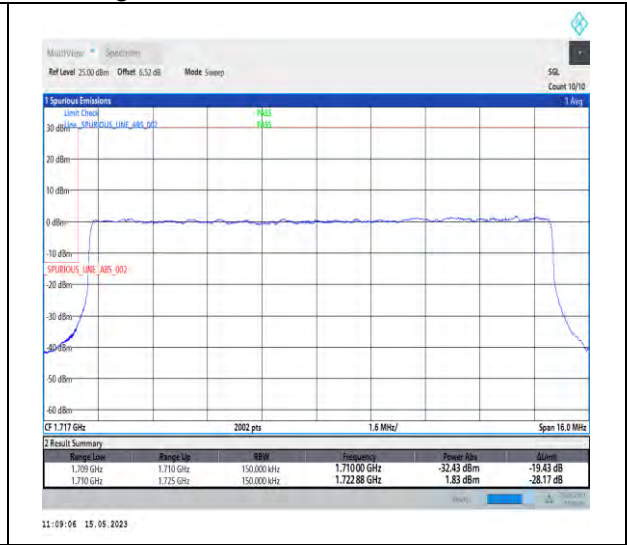 MultiView Spectrum
Ref Level 25.00 dBm Offset 6.52 dB Mode Sweep SGL
Count 10/10
1 Spurious Emissions 1 Avg
Limit Check PASS
30 dBm Line _SPURIOUS_LINE_ABS_002 PASS
20 dBm
10 dBm
0 dBm
-10 dBm
_SPURIOUS_LINE_ABS_002
-20 dBm
-30 dBm
-40 dBm
-50 dBm
-60 dBm
CF 1.717 GHz 2002 pts 1.6 MHz/ Span 16.0 MHz
2 Result Summary
Range Low Range Up RBW Frequency Power Abs ΔLimit
1.709 GHz 1.710 GHz 150.000 kHz 1.71000 GHz -32.43 dBm -19.43 dB
1.710 GHz 1.725 GHz 150.000 kHz 1.72288 GHz 1.83 dBm -28.17 dB
11:09:06 15.05.2023